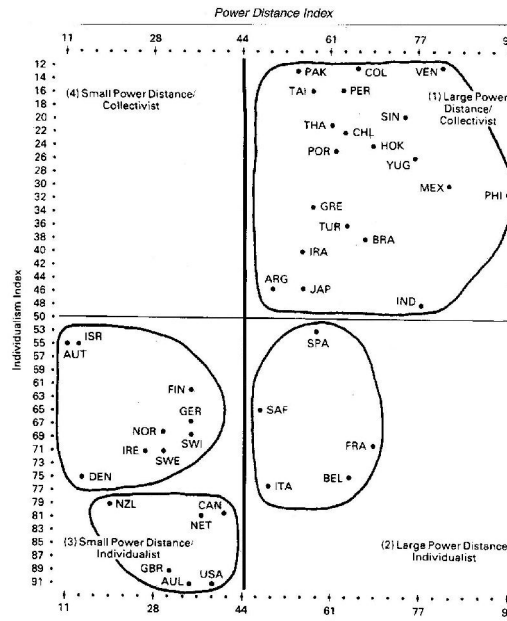 Power Distance Index
11 28 44 61 77 9
12
14
16
18
20
22
24
26
28
30
32
34
36
38
40
42
44
46
48
50
53
55
57
61
63
65
67
69
71
73
75
77
79
81
85
87
89
91
Individualism Index
(4) Small Power Distance/
Collectivist
(1) Large Power
Distance/
Collectivist
PAK COL VEN
TAI PER
SIN
THA CHL
POR HOK
YUG
MEX PHI
GRE
TUR
BRA
IRA
ARG JAP IND
ISR
AUT
SPA
FIN
GER SAF
NOR SWI
IRE SWE FRA
DEN ITA BEL
NZL CAN
NET
(3) Small Power Distance/
Individualist
(2) Large Power Distance
Individualist
GBR
AUL USA
11 28 44 61 77 9